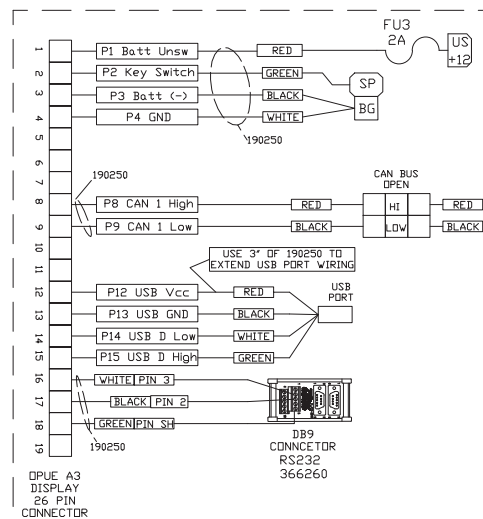 FU3
2A
US
+12
1 P1 Batt Unsw RED
2 P2 Key Switch GREEN SP
3 P3 Batt (-) BLACK BG
4 P4 GND WHITE
5
190250
6
7
190250
CAN BUS
OPEN
8 P8 CAN 1 High RED HI RED
9 P9 CAN 1 Low BLACK LOW BLACK
10
11
USE 3" OF 190250 TO
EXTEND USB PORT WIRING
12 P12 USB Vcc RED
USB
PORT
13 P13 USB GND BLACK
14 P14 USB D Low WHITE
15 P15 USB D High GREEN
16 WHITE PIN 3
17 BLACK PIN 2
18 GREEN PIN SH
19
190250
DB9
CONNCETOR
RS232
366260
OPUE A3
DISPLAY
26 PIN
CONNECTOR